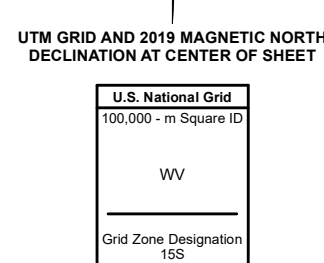 UTM GRID AND 2019 MAGNETIC NORTH
DECLINATION AT CENTER OF SHEET
U.S. National Grid
100,000 - m Square ID
WV
Grid Zone Designation
15S